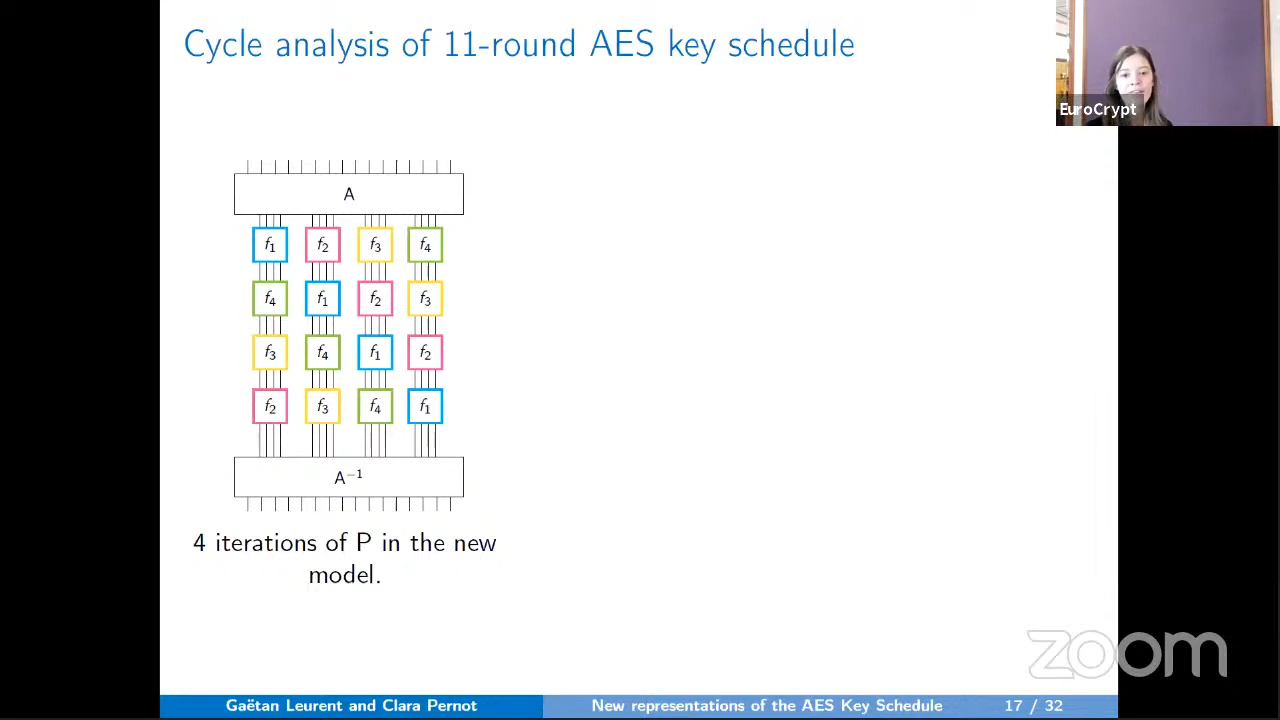 Cycle analysis of 11-round AES key schedule
EuroCrypt
A
f1 f2 f3 f4
f4 f1 f2 f3
f3 f4 f1 f2
f2 f3 f4 f1
A−1
4 iterations of P in the new
model.
zoom
Gaëtan Leurent and Clara Pernot New representations of the AES Key Schedule 17 / 32